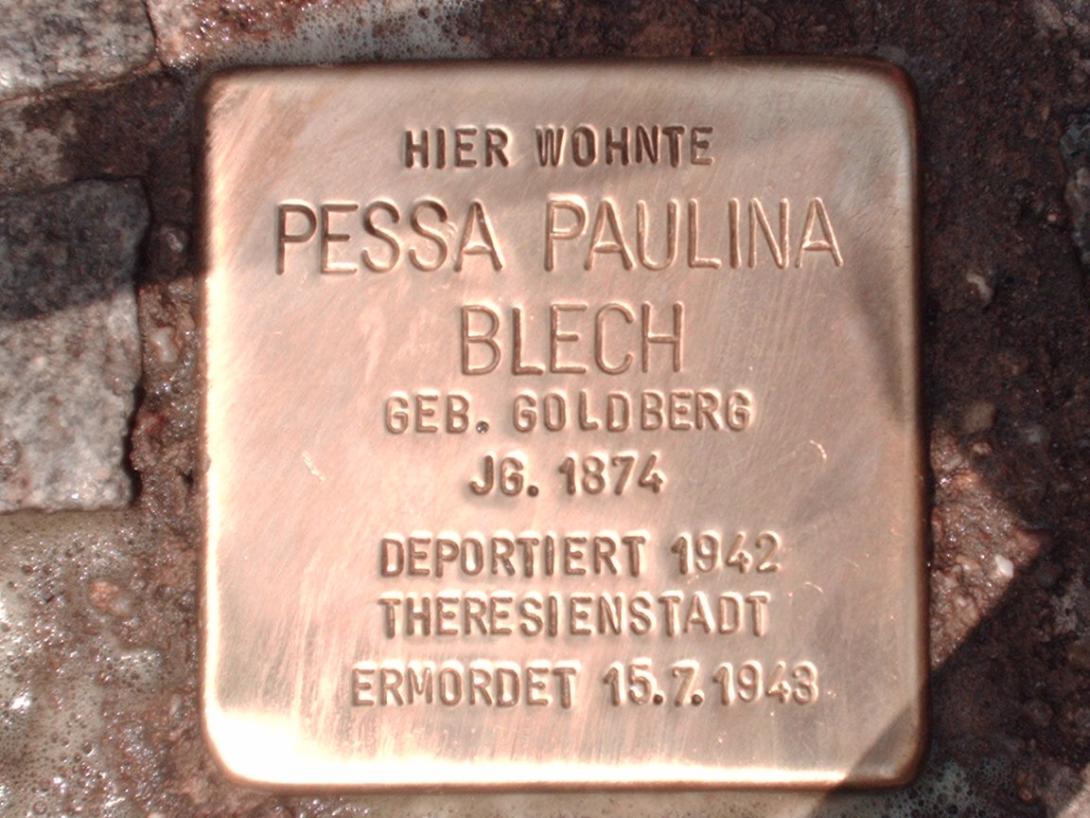 HIER WOHNTE
PESSA PAULINA
BLECH
GEB. GOLDBERG
JG. 1874
DEPORTIERT 1942
THERESIENSTADT
ERMORDET 15.7.1943